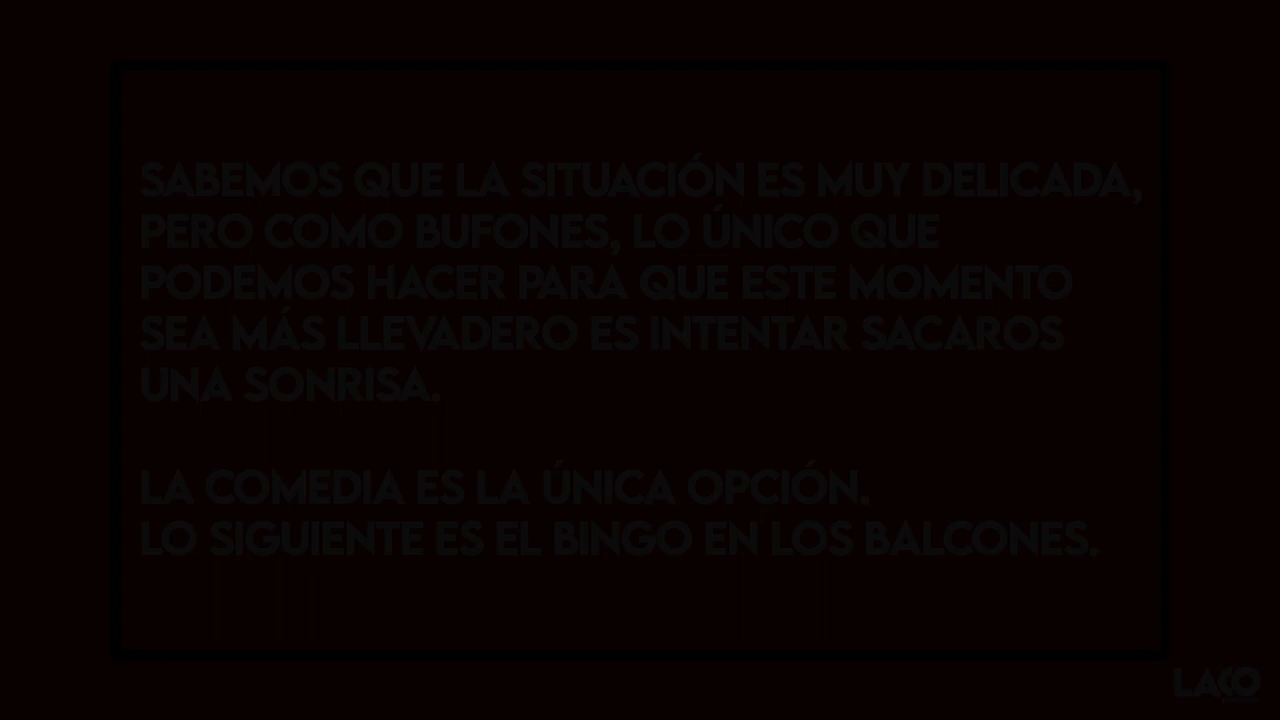 SABEMOS QUE LA SITUACIÓN ES MUY DELICADA,
PERO COMO BUFONES, LO ÚNICO QUE
PODEMOS HACER PARA QUE ESTE MOMENTO
SEA MÁS LLEVADERO ES INTENTAR SACAROS
UNA SONRISA.
LA COMEDIA ES LA ÚNICA OPCIÓN.
LO SIGUIENTE ES EL BINGO EN LOS BALCONES.
LACO